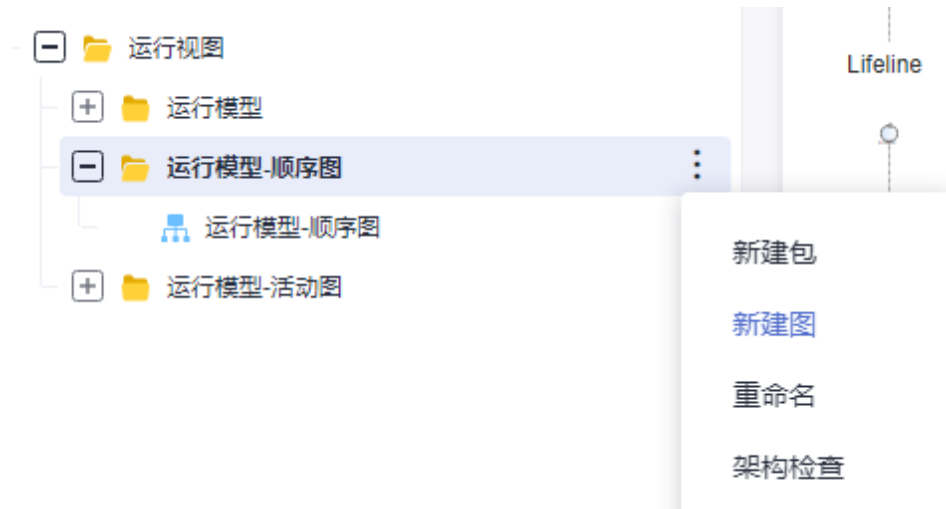 运行视图
Lifeline
运行模型
运行模型-顺序图
运行模型-顺序图
运行模型-活动图
新建包
新建图
重命名
架构检查